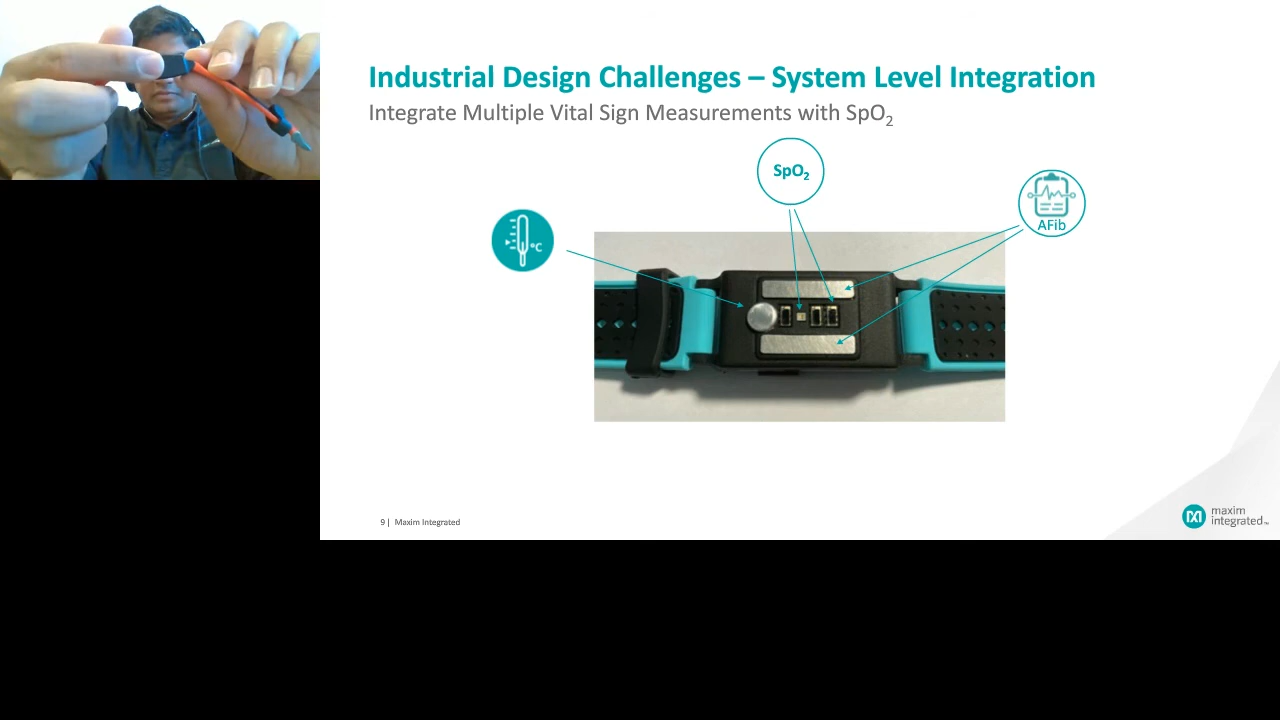 Industrial Design Challenges – System Level Integration
Integrate Multiple Vital Sign Measurements with SpO₂
SpO₂
AFib
°C
9 | Maxim Integrated
maxim
integrated™